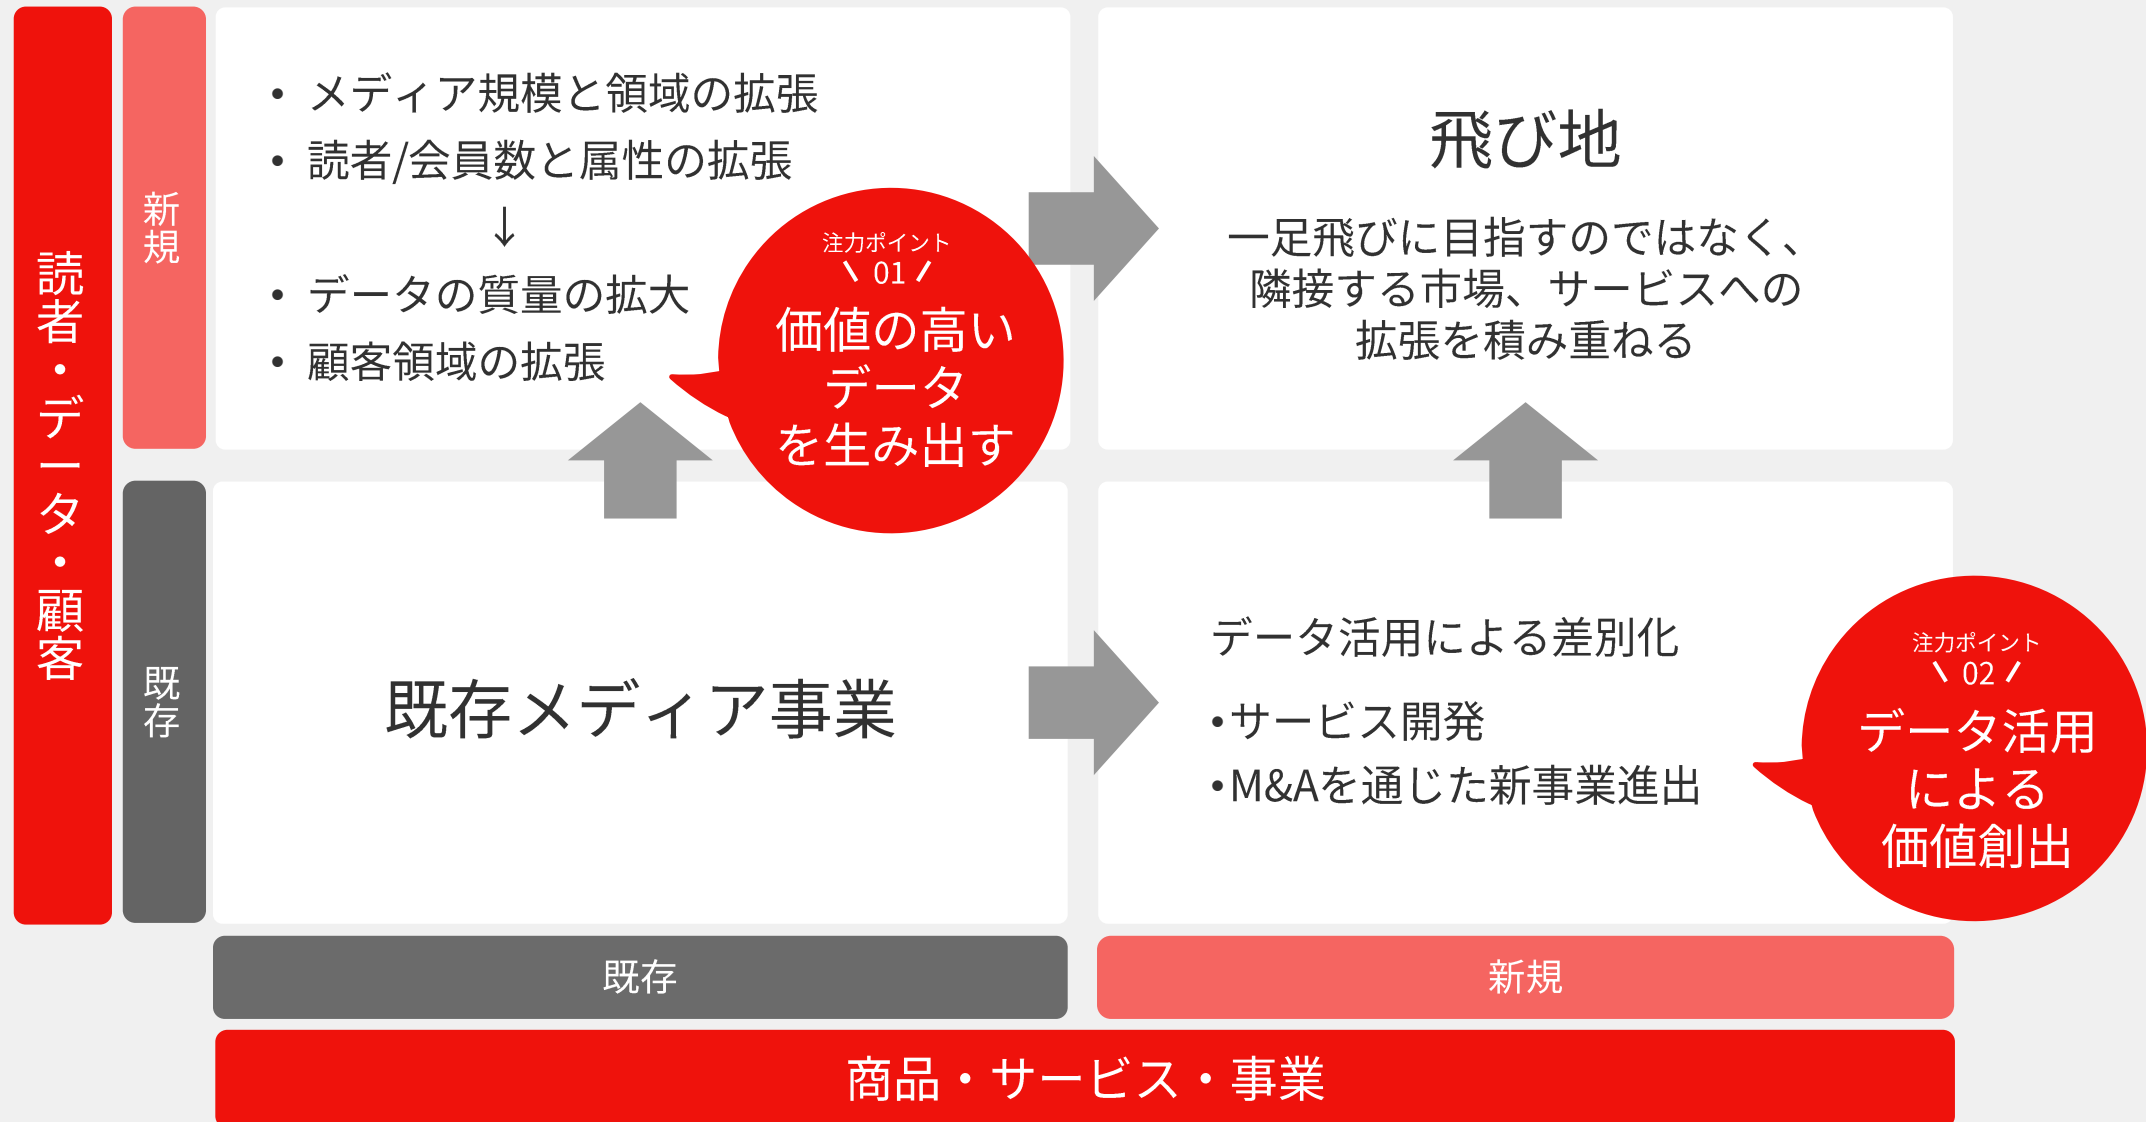 読者・データ・顧客
新規
・メディア規模と領域の拡張
・読者/会員数と属性の拡張
↓
・データの質量の拡大
・顧客領域の拡張
注力ポイント
\ 01 /
価値の高い
データ
を生み出す
飛び地
一足飛びに目指すのではなく、
隣接する市場、サービスへの
拡張を積み重ねる
既存
既存メディア事業
データ活用による差別化
•サービス開発
•M&Aを通じた新事業進出
注力ポイント
\ 02 /
データ活用
による
価値創出
既存
新規
商品・サービス・事業